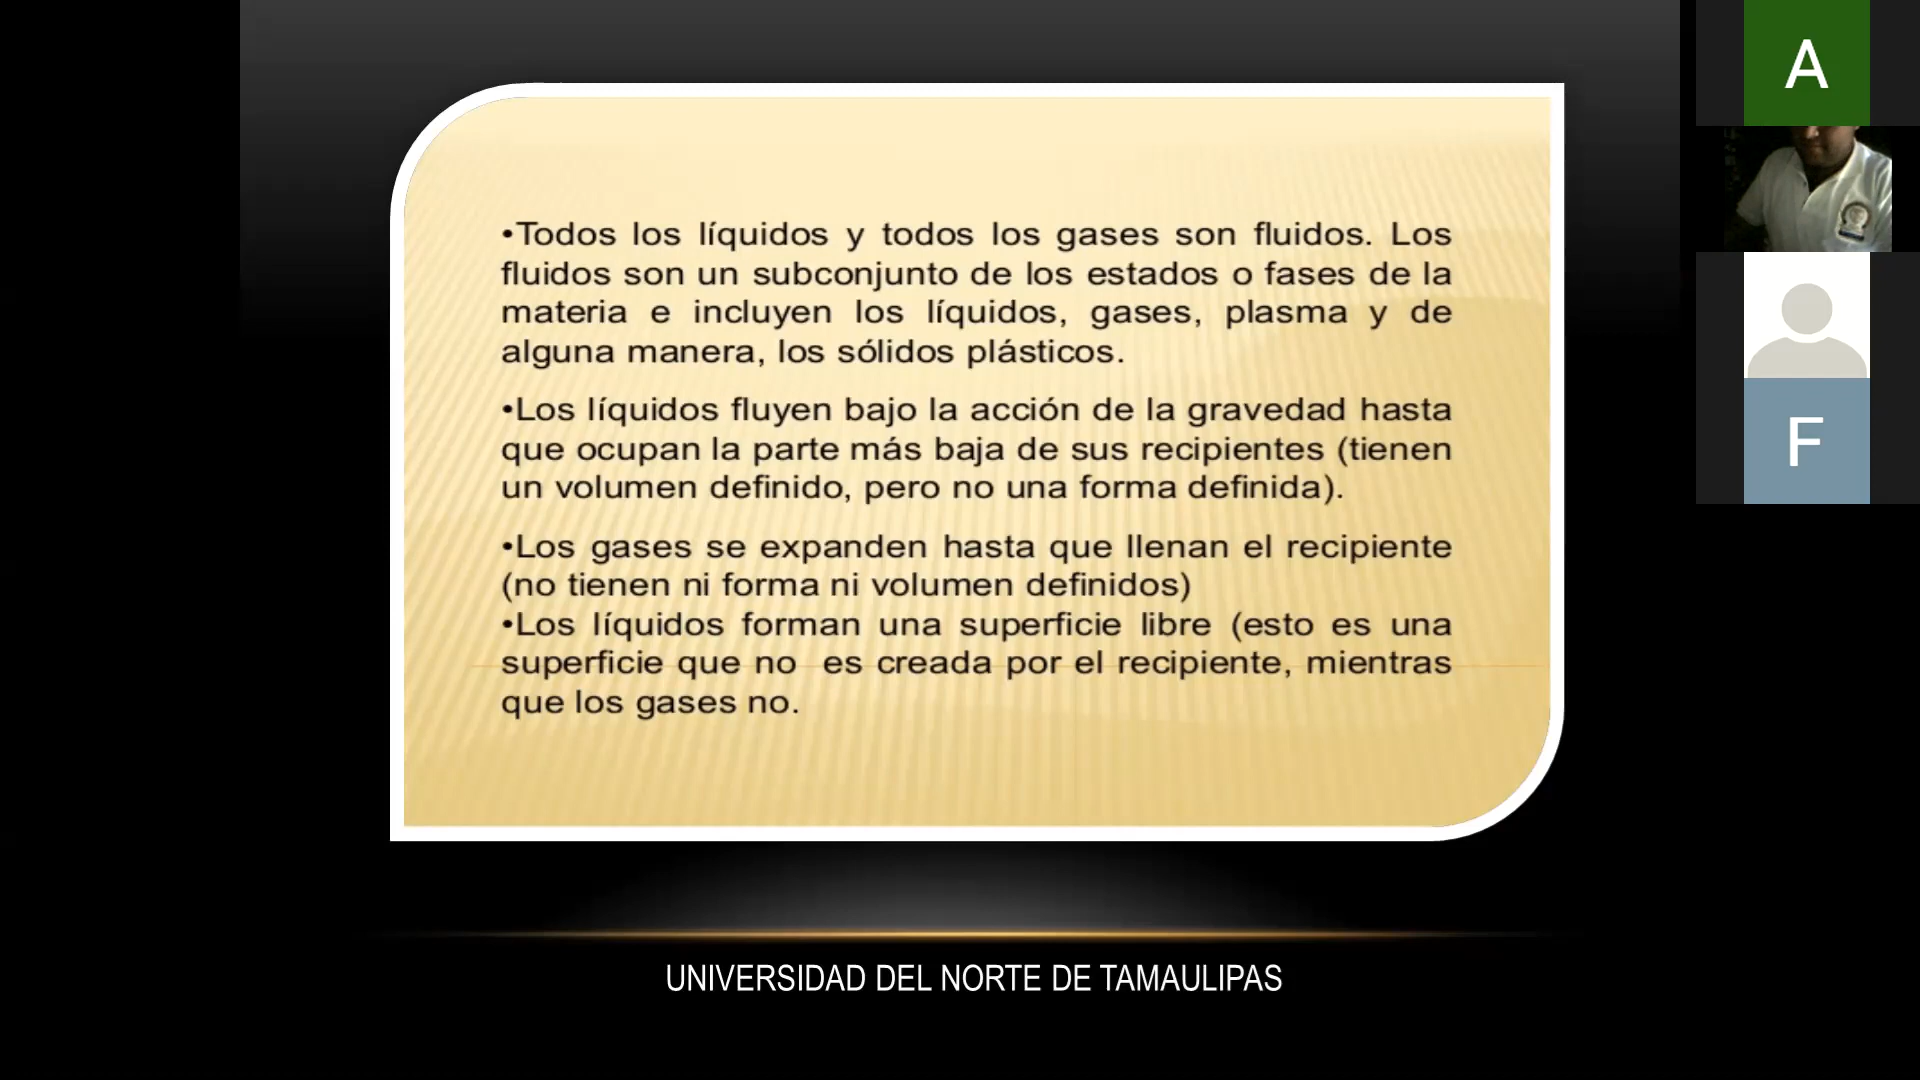 •Todos los líquidos y todos los gases son fluidos. Los
fluidos son un subconjunto de los estados o fases de la
materia e incluyen los líquidos, gases, plasma y de
alguna manera, los sólidos plásticos.
•Los líquidos fluyen bajo la acción de la gravedad hasta
que ocupan la parte más baja de sus recipientes (tienen
un volumen definido, pero no una forma definida).
•Los gases se expanden hasta que llenan el recipiente
(no tienen ni forma ni volumen definidos)
•Los líquidos forman una superficie libre (esto es una
superficie que no es creada por el recipiente, mientras
que los gases no.
UNIVERSIDAD DEL NORTE DE TAMAULIPAS
A
F